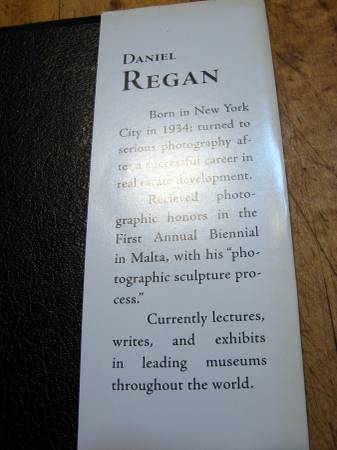 DANIEL
REGAN
Born in New York
City in 1934; turned to
serious photography af-
ter a successful career in
real estate development.
Recieved photo-
graphic honors in the
First Annual Biennial
in Malta, with his "pho-
tographic sculpture pro-
cess."
Currently lectures,
writes, and exhibits
in leading museums
throughout the world.